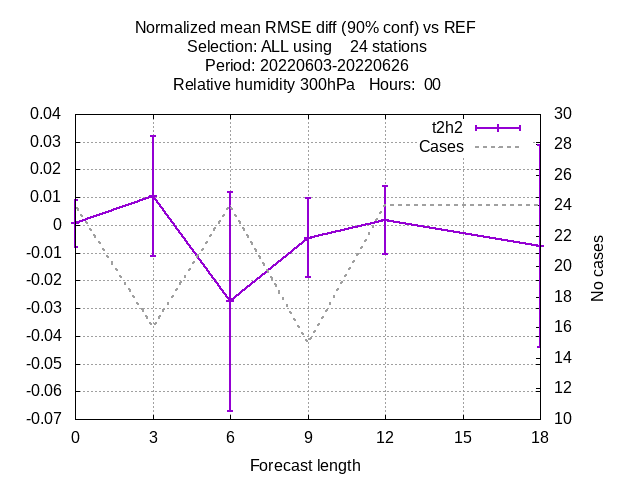 Normalized mean RMSE diff (90% conf) vs REF
Selection: ALL using    24 stations
Period: 20220603-20220626
Relative humidity 300hPa   Hours:  00
t2h2
Cases
0.04
0.03
0.02
0.01
0
-0.01
-0.02
-0.03
-0.04
-0.05
-0.06
-0.07
30
28
26
24
22
20
18
16
14
12
10
No cases
0 3 6 9 12 15 18
Forecast length